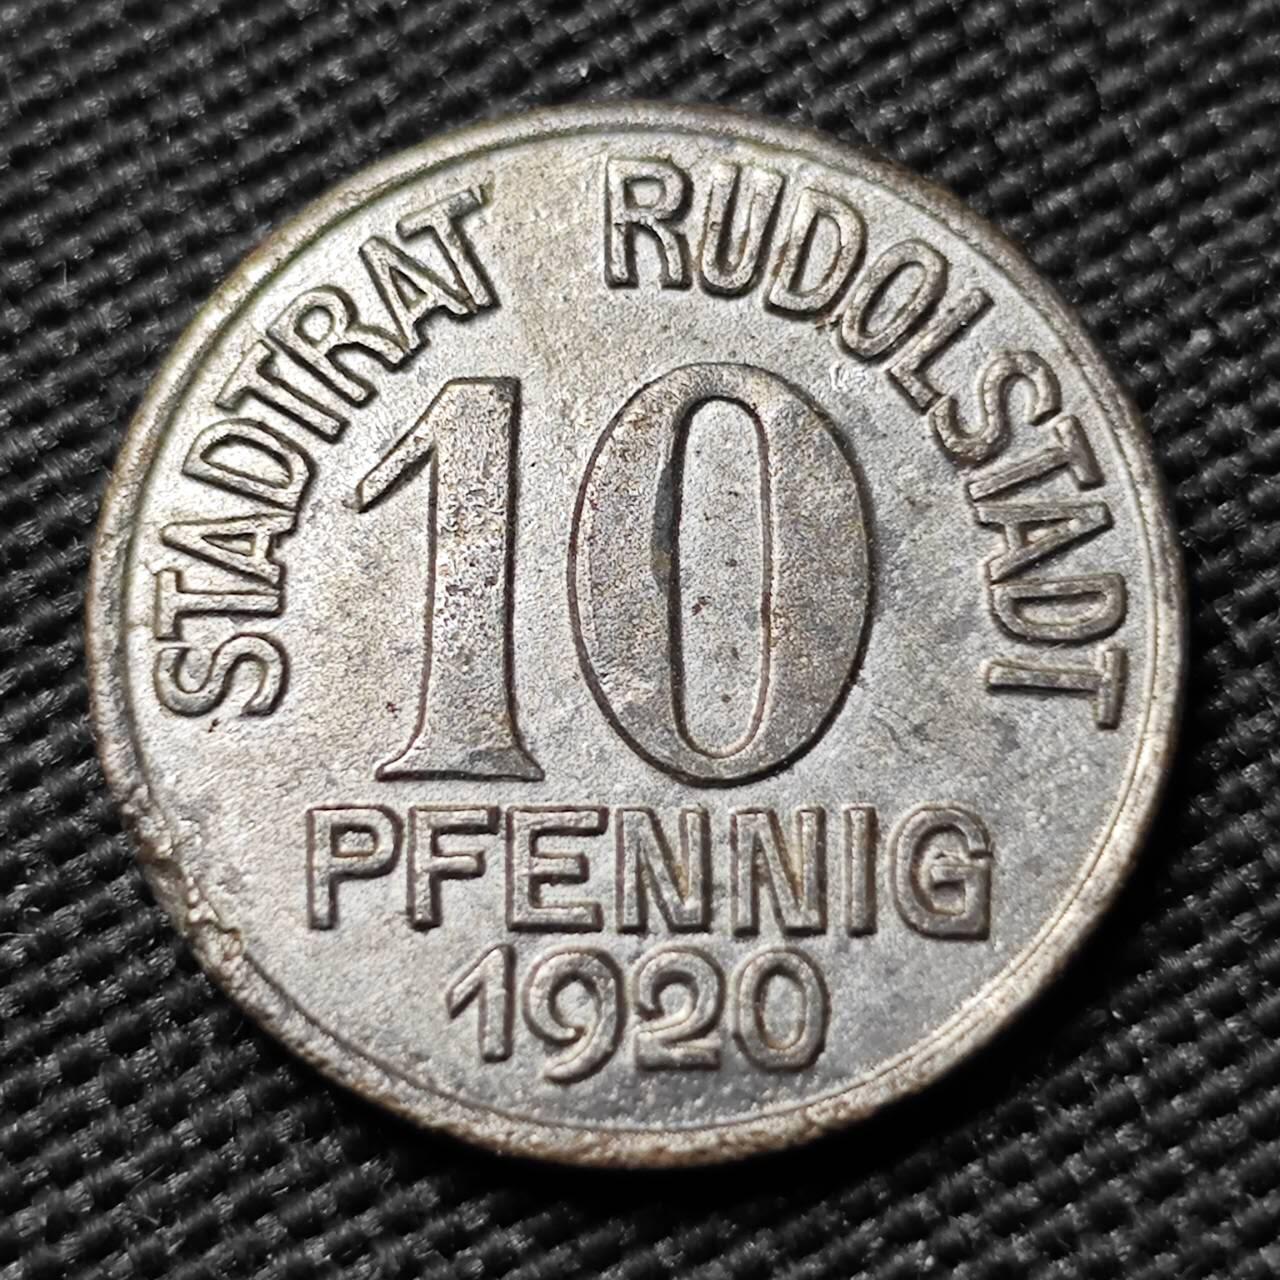 STADTRAT RUDOLSTADT
10
PFENNIG
1920